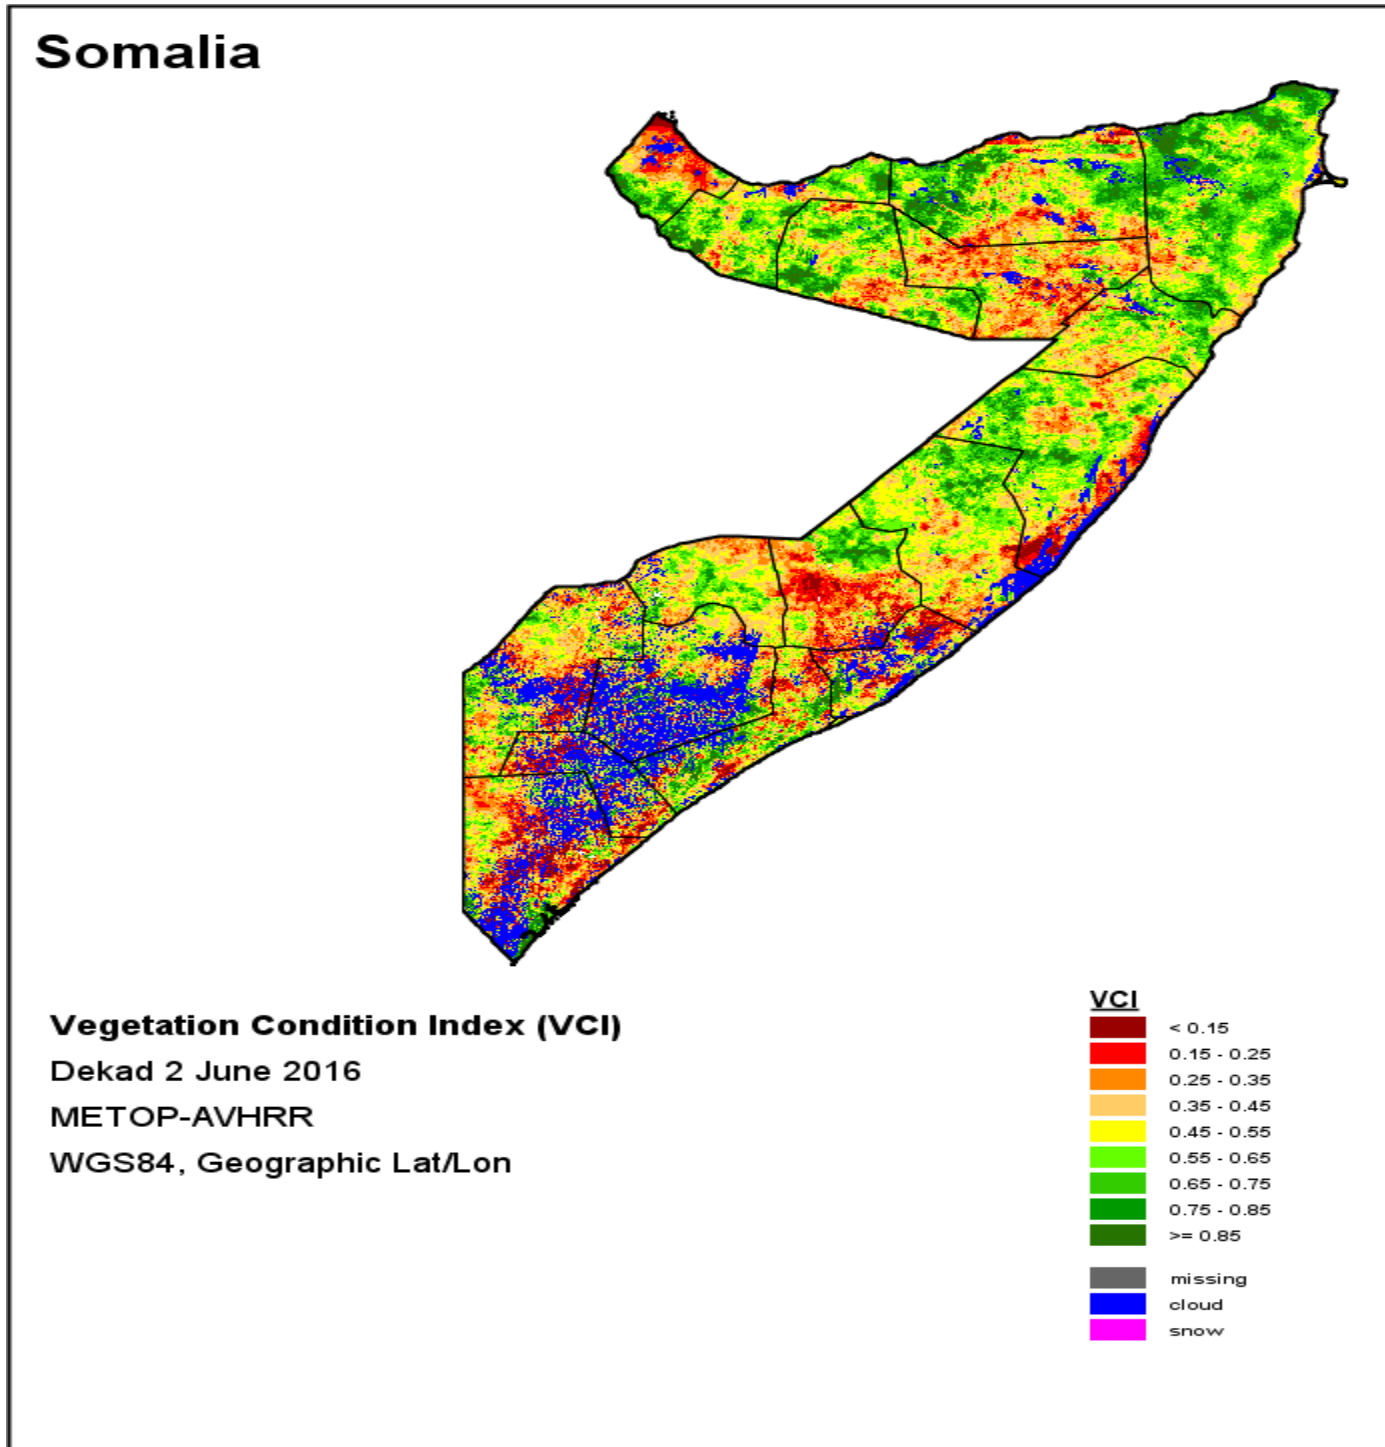 Somalia
Vegetation Condition Index (VCI)
Dekad 2 June 2016
METOP-AVHRR
WGS84, Geographic Lat/Lon
VCI
< 0.15
0.15 - 0.25
0.25 - 0.35
0.35 - 0.45
0.45 - 0.55
0.55 - 0.65
0.65 - 0.75
0.75 - 0.85
>= 0.85
missing
cloud
snow